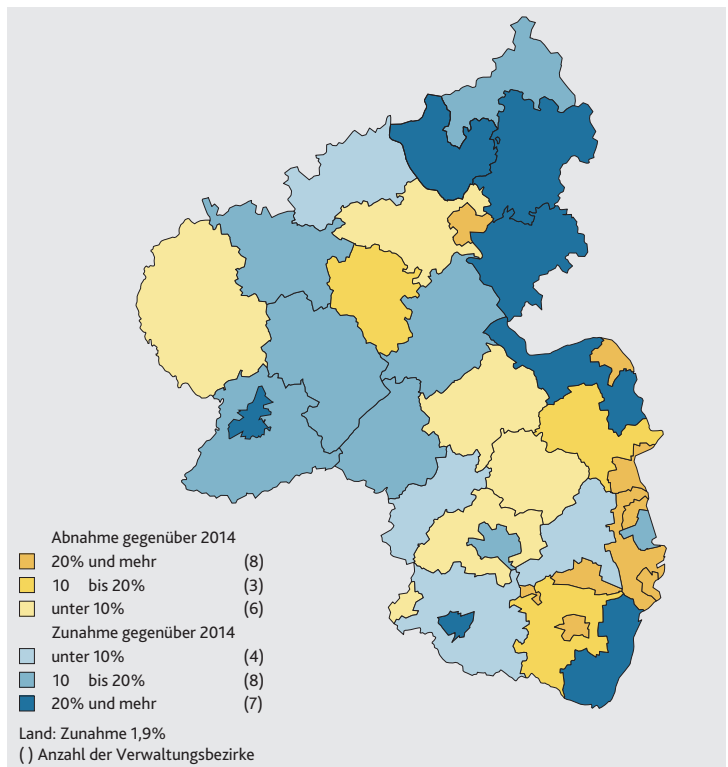 Abnahme gegenüber 2014
20% und mehr (8)
10 bis 20% (3)
unter 10% (6)
Zunahme gegenüber 2014
unter 10% (4)
10 bis 20% (8)
20% und mehr (7)
Land: Zunahme 1,9%
( ) Anzahl der Verwaltungsbezirke